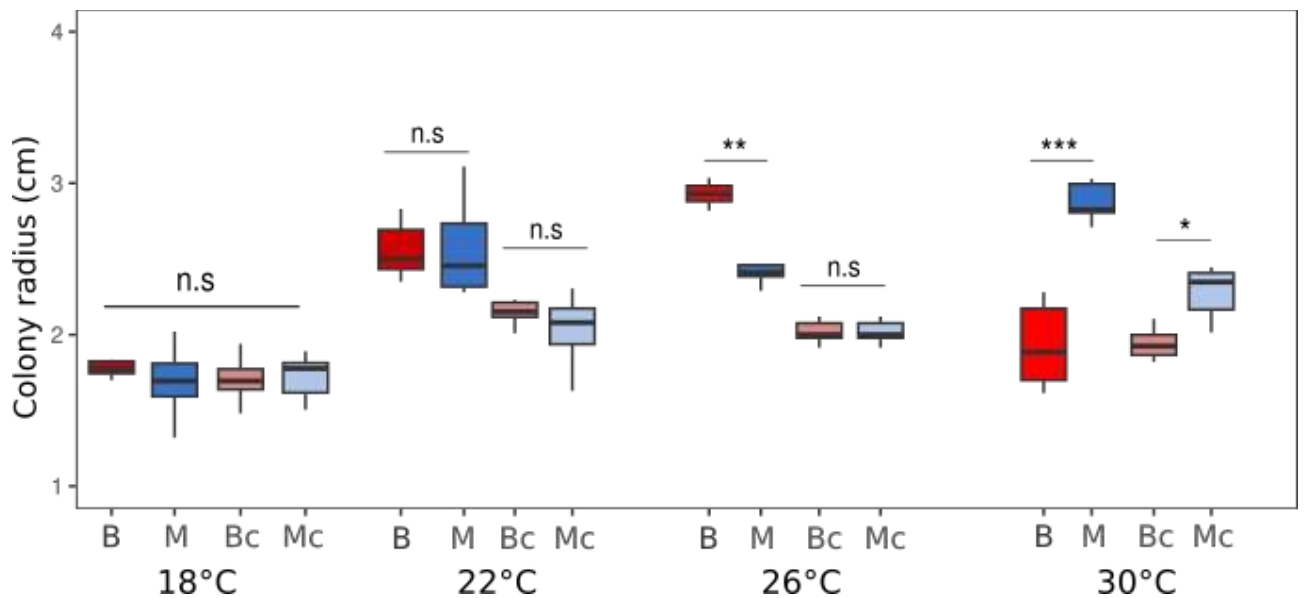 Colony radius (cm)
4
3
2
1
n.s
n.s
n.s
**
n.s
***
*
B M Bc Mc B M Bc Mc B M Bc Mc B M Bc Mc
18°C 22°C 26°C 30°C